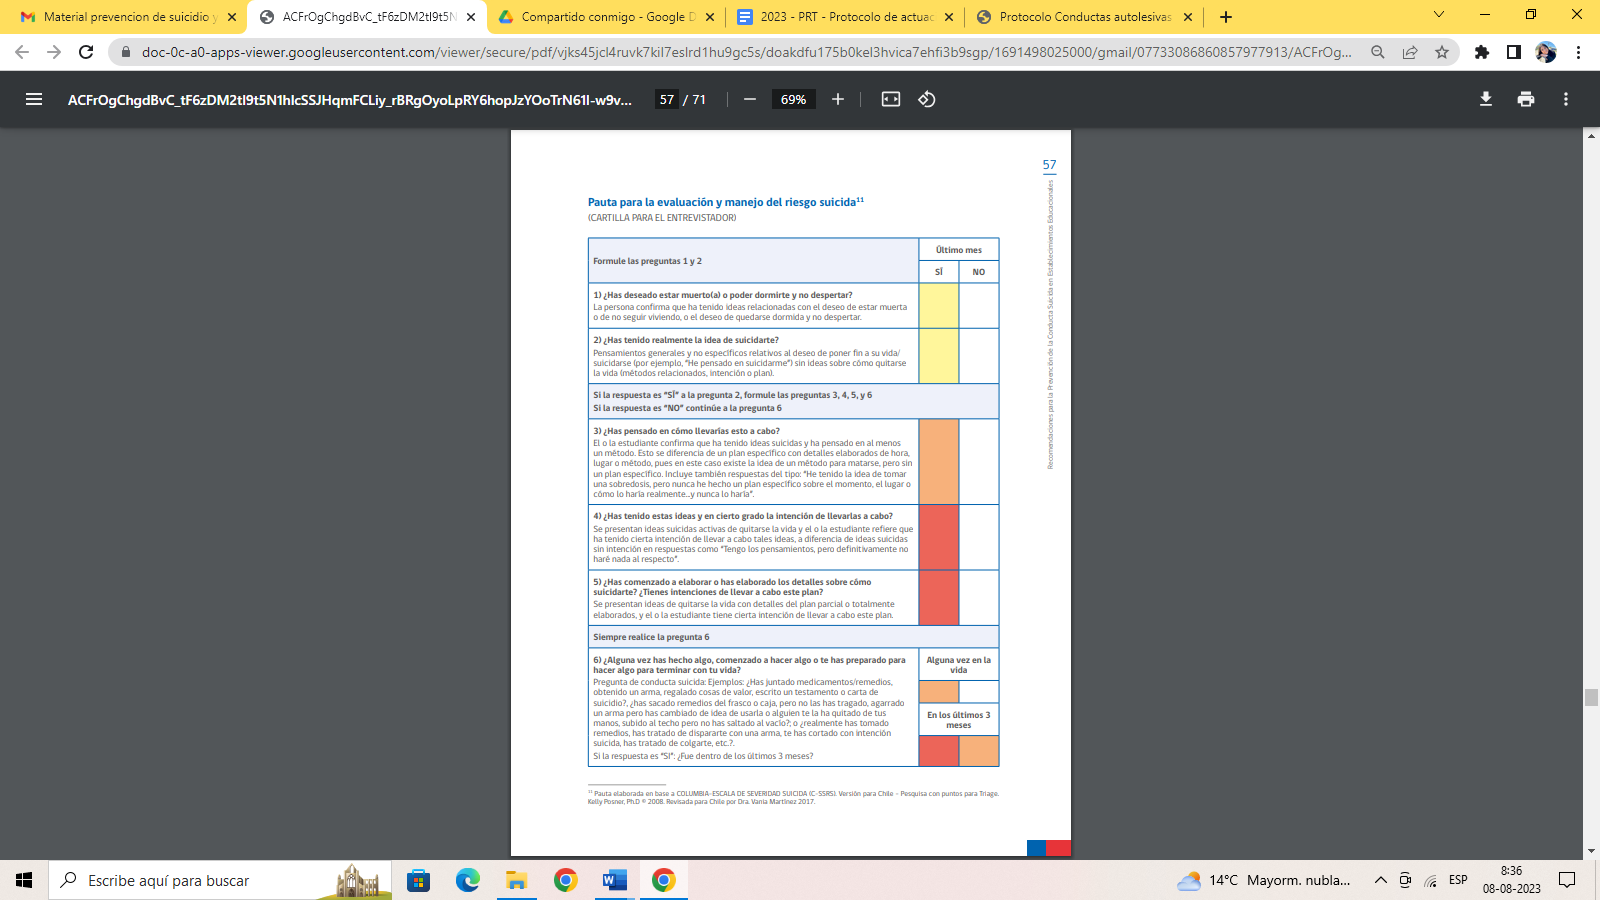 Material prevencion de suicidio y
ACFrOgChgdBvC_tF6zDM2tl9t5N
Compartido conmigo - Google D
2023 - PRT - Protocolo de actuac
Protocolo Conductas autolesivas
doc-0c-a0-apps-viewer.googleusercontent.com/viewer/secure/pdf/vjks45jcl4ruvk7kil7eslrd1hu9gc5s/doakdfu175b0kel3hvica7ehfi3b9sgp/1691498025000/gmail/07733086860857977913/ACFrOg...
ACFrOgChgdBvC_tF6zDM2tl9t5N1hlcSSJHqmFCLiy_rBRgOyoLpRY6hopJzYOoTrN61I-w9v...
57 / 71
69%
57
Recomendaciones para la Prevención de la Conducta Suicida en Establecimientos Educacionales
Pauta para la evaluación y manejo del riesgo suicida¹¹
(CARTILLA PARA EL ENTREVISTADOR)
Formule las preguntas 1 y 2
Último mes
SÍ NO
1) ¿Has deseado estar muerto(a) o poder dormirte y no despertar?
La persona confirma que ha tenido ideas relacionadas con el deseo de estar muerta
o de no seguir viviendo, o el deseo de quedarse dormida y no despertar.
2) ¿Has tenido realmente la idea de suicidarte?
Pensamientos generales y no específicos relativos al deseo de poner fin a su vida/
suicidarse (por ejemplo, "He pensado en suicidarme") sin ideas sobre cómo quitarse
la vida (métodos relacionados, intención o plan).
Si la respuesta es "SÍ" a la pregunta 2, formule las preguntas 3, 4, 5, y 6
Si la respuesta es "NO" continúe a la pregunta 6
3) ¿Has pensado en cómo llevarías esto a cabo?
El o la estudiante confirma que ha tenido ideas suicidas y ha pensado en al menos
un método. Esto se diferencia de un plan específico con detalles elaborados de hora,
lugar o método, pues en este caso existe la idea de un método para matarse, pero sin
un plan específico. Incluye también respuestas del tipo: "He tenido la idea de tomar
una sobredosis, pero nunca he hecho un plan específico sobre el momento, el lugar o
cómo lo haría realmente...y nunca lo haría".
4) ¿Has tenido estas ideas y en cierto grado la intención de llevarlas a cabo?
Se presentan ideas suicidas activas de quitarse la vida y el o la estudiante refiere que
ha tenido cierta intención de llevar a cabo tales ideas, a diferencia de ideas suicidas
sin intención en respuestas como "Tengo los pensamientos, pero definitivamente no
haré nada al respecto".
5) ¿Has comenzado a elaborar o has elaborado los detalles sobre cómo
suicidarte? ¿Tienes intenciones de llevar a cabo este plan?
Se presentan ideas de quitarse la vida con detalles del plan parcial o totalmente
elaborados, y el o la estudiante tiene cierta intención de llevar a cabo este plan.
Siempre realice la pregunta 6
6) ¿Alguna vez has hecho algo, comenzado a hacer algo o te has preparado para
hacer algo para terminar con tu vida?
Pregunta de conducta suicida: Ejemplos: ¿Has juntado medicamentos/remedios,
obtenido un arma, regalado cosas de valor, escrito un testamento o carta de
suicidio?, ¿has sacado remedios del frasco o caja, pero no las has tragado, agarrado
un arma pero has cambiado de idea de usarla o alguien te la ha quitado de tus
manos, subido al techo pero no has saltado al vacío?; o ¿realmente has tomado
remedios, has tratado de dispararte con una arma, te has cortado con intención
suicida, has tratado de colgarte, etc.?.
Si la respuesta es "SI": ¿Fue dentro de los últimos 3 meses?
Alguna vez en la
vida
En los últimos 3
meses
¹¹ Pauta elaborada en base a COLUMBIA-ESCALA DE SEVERIDAD SUICIDA (C-SSRS). Versión para Chile - Pesquisa con puntos para Triage.
Kelly Posner, Ph.D © 2008. Revisada para Chile por Dra. Vania Martínez 2017.
Escribe aquí para buscar
14°C Mayorm. nubla...
ESP
8:36
08-08-2023